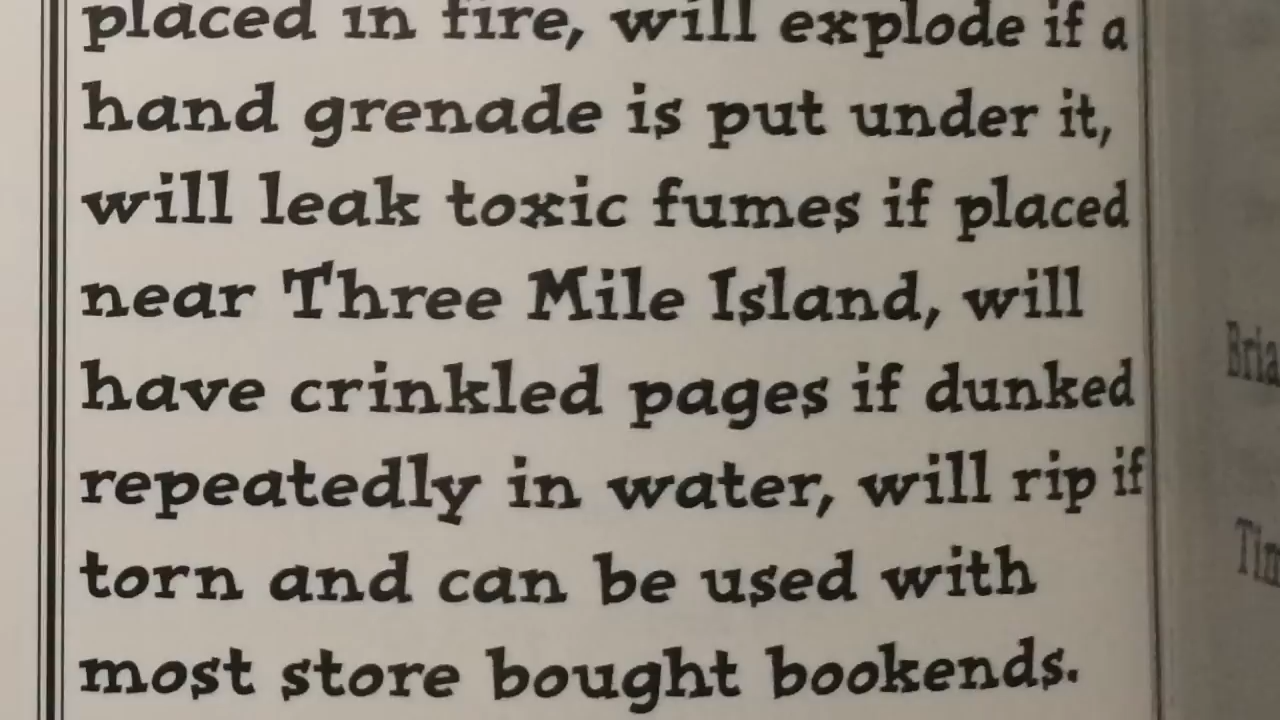 placed in fire, will explode if a
hand grenade is put under it,
will leak toxic fumes if placed
near Three Mile Island, will
have crinkled pages if dunked
repeatedly in water, will rip if
torn and can be used with
most store bought bookends.
Bria
Tim